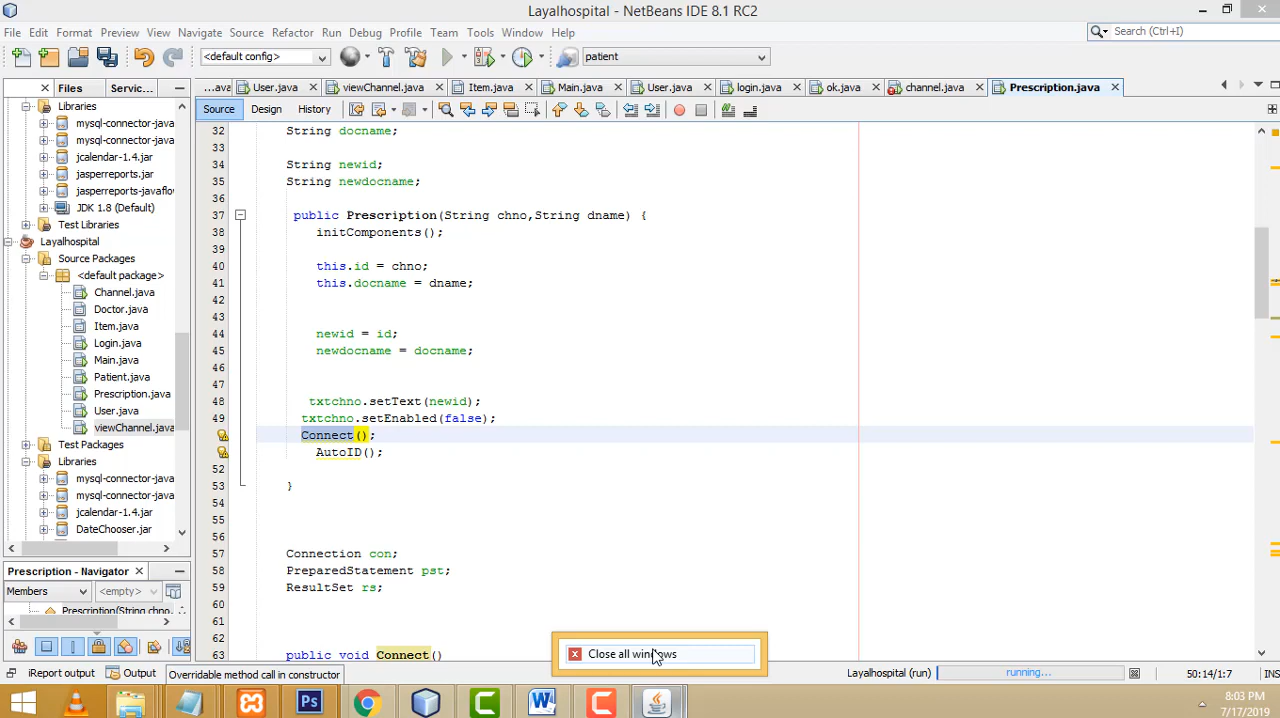 Layalhospital - NetBeans IDE 8.1 RC2
File Edit Format Preview View Navigate Source Refactor Run Debug Profile Team Tools Window Help
Search (Ctrl+I)
<default config>
patient
Files Servic...
...ava User.java viewChannel.java Item.java Main.java User.java login.java ok.java channel.java Prescription.java
Source Design History
Libraries
mysql-connector-java
mysql-connector-java
jcalendar-1.4.jar
jasperreports.jar
jasperreports-javaflow
JDK 1.8 (Default)
Test Libraries
Layalhospital
Source Packages
<default package>
Channel.java
Doctor.java
Item.java
Login.java
Main.java
Patient.java
Prescription.java
User.java
viewChannel.java
Test Packages
Libraries
mysql-connector-java
mysql-connector-java
jcalendar-1.4.jar
DateChooser.jar
Prescription - Navigator
Members <empty>
Prescription(String chno,
32 String docname;
33
34 String newid;
35 String newdocname;
36
37 public Prescription(String chno,String dname) {
38 initComponents();
39
40 this.id = chno;
41 this.docname = dname;
42
43
44 newid = id;
45 newdocname = docname;
46
47
48 txtchno.setText(newid);
49 txtchno.setEnabled(false);
Connect();
AutoID();
52
53 }
54
55
56
57 Connection con;
58 PreparedStatement pst;
59 ResultSet rs;
60
61
62 public void Connect()
Close all windows
iReport output Output Overridable method call in constructor
Layalhospital (run) running... 50:14/1:7 INS
8:03 PM
7/17/2019